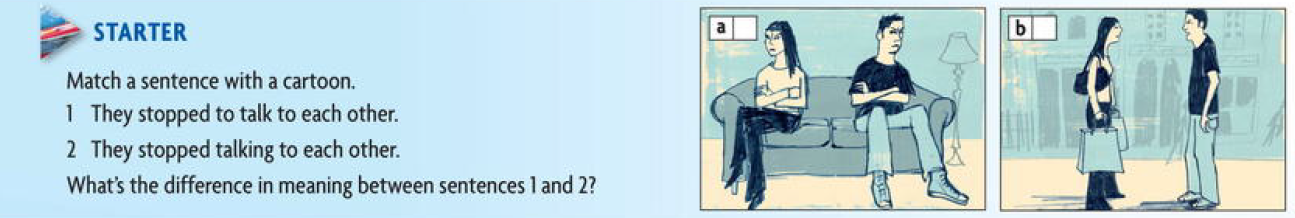 STARTER
Match a sentence with a cartoon.
1 They stopped to talk to each other.
2 They stopped talking to each other.
What's the difference in meaning between sentences 1 and 2?
a
b